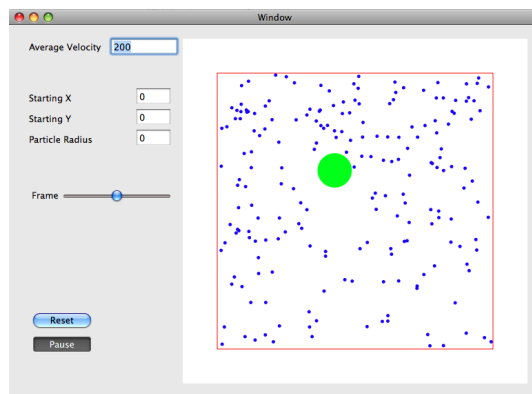 Window
Average Velocity 200
Starting X 0
Starting Y 0
Particle Radius 0
Frame
Reset
Pause